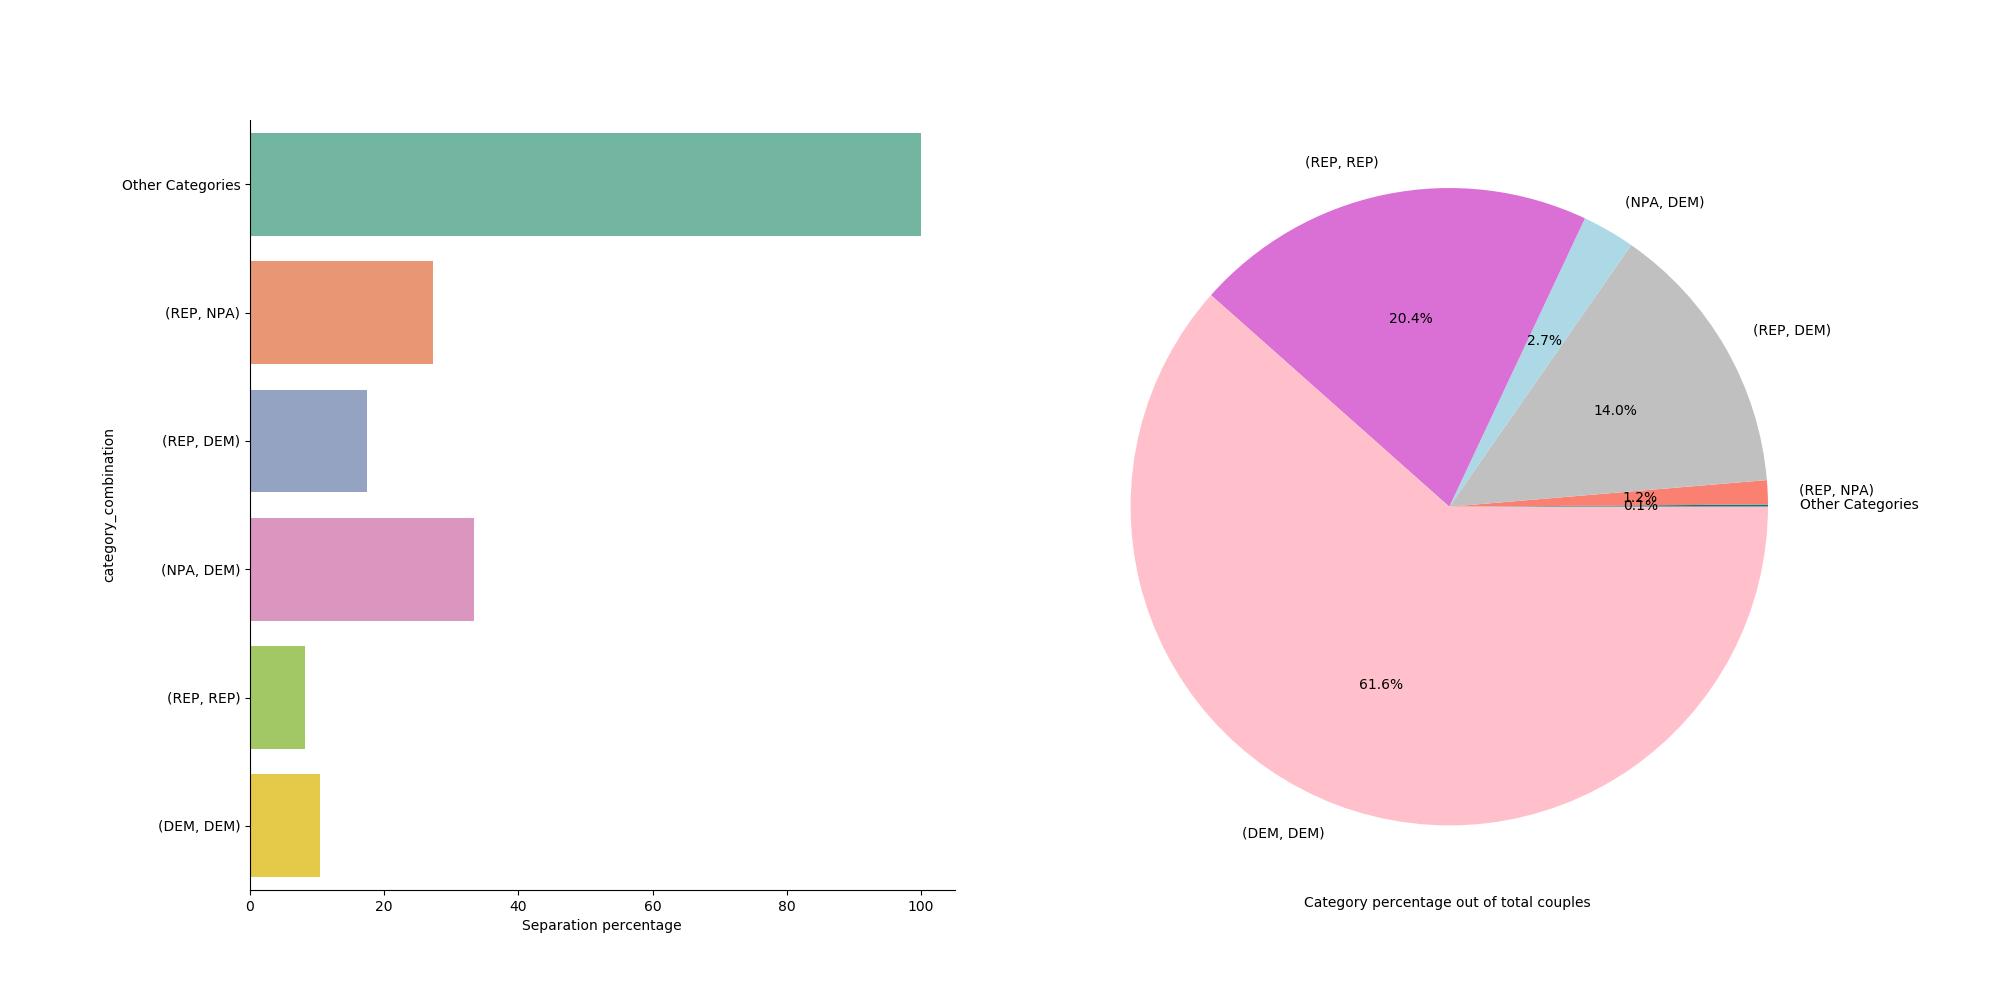 Other Categories
(REP, NPA)
(REP, DEM)
(NPA, DEM)
(REP, REP)
(DEM, DEM)
category_combination
0 20 40 60 80 100
Separation percentage
(REP, REP)
(NPA, DEM)
(REP, DEM)
(REP, NPA)
Other Categories
(DEM, DEM)
20.4%
2.7%
14.0%
1.2%
0.1%
61.6%
Category percentage out of total couples